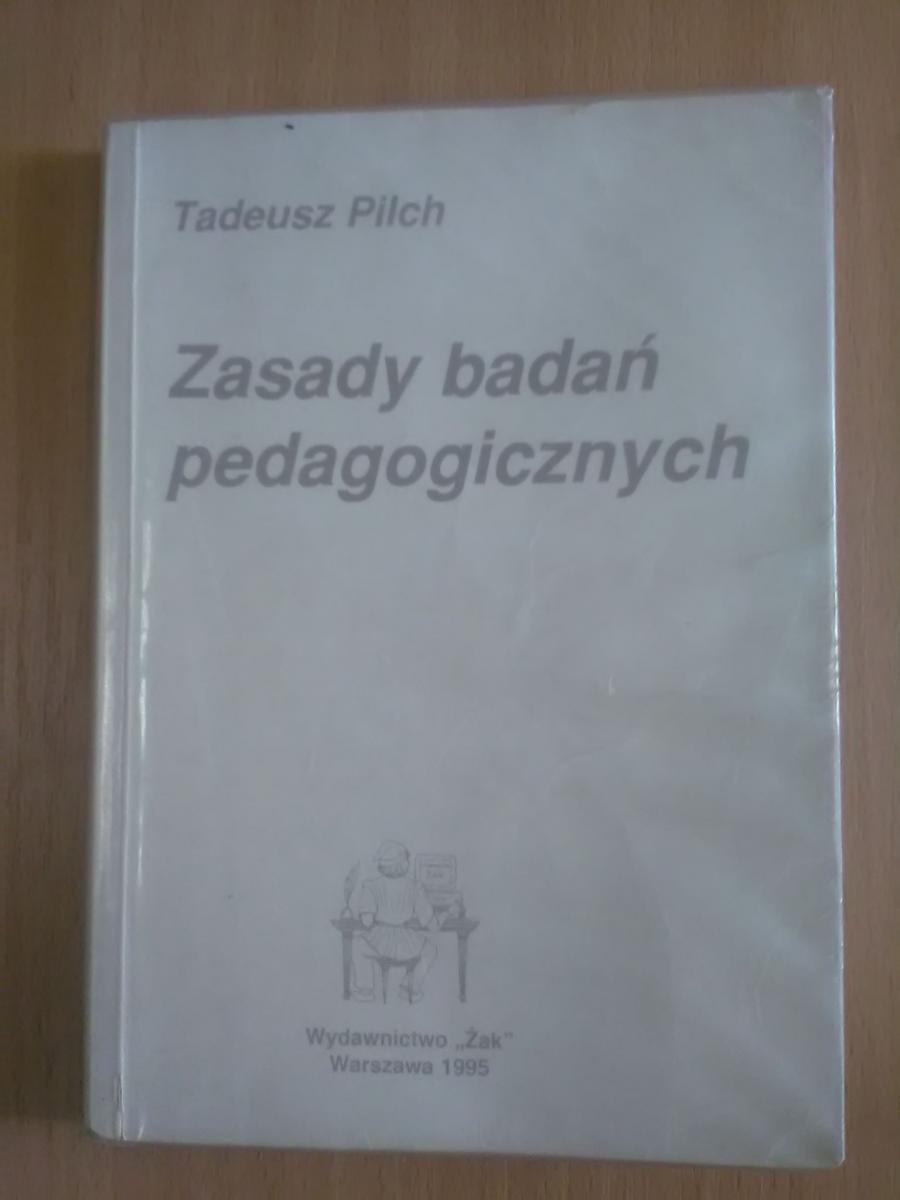 Tadeusz Pilch
Zasady badań
pedagogicznych
Wydawnictwo „Żak”
Warszawa 1995